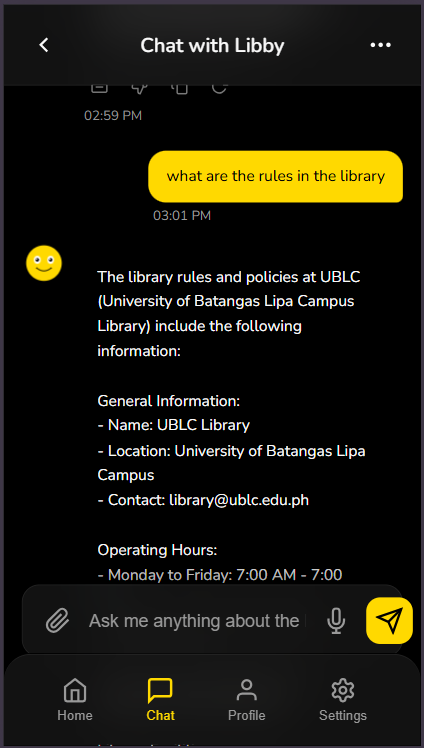 Chat with Libby
02:59 PM
what are the rules in the library
03:01 PM
The library rules and policies at UBLC
(University of Batangas Lipa Campus
Library) include the following
information:
General Information:
- Name: UBLC Library
- Location: University of Batangas Lipa
Campus
- Contact: library@ublc.edu.ph
Operating Hours:
- Monday to Friday: 7:00 AM - 7:00
Ask me anything about the
Home
Chat
Profile
Settings